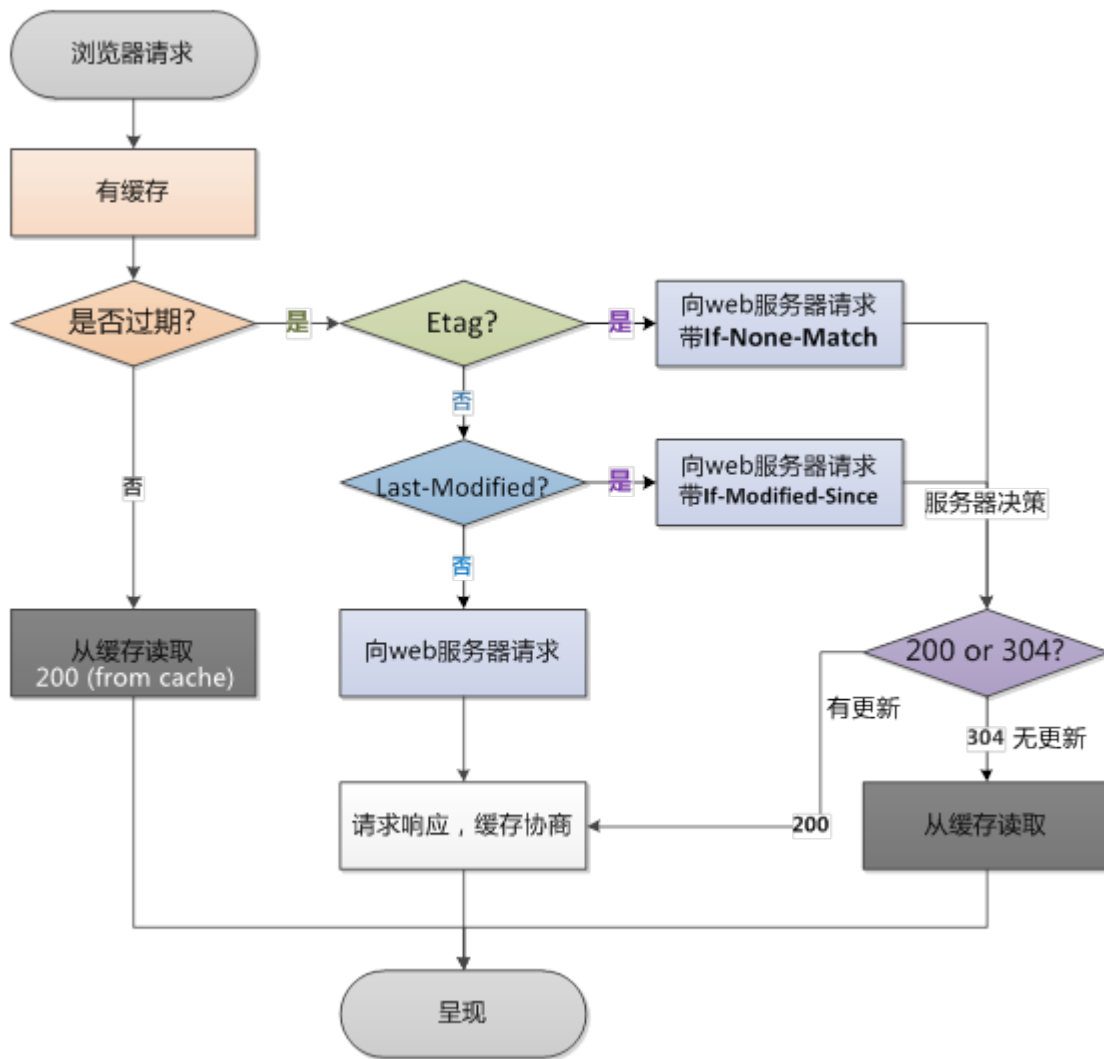 浏览器请求
有缓存
是否过期?
是
Etag?
是
向web服务器请求
带If-None-Match
否
否
Last-Modified?
是
向web服务器请求
带If-Modified-Since
服务器决策
否
从缓存读取
200 (from cache)
向web服务器请求
200 or 304?
有更新
304 无更新
请求响应，缓存协商
200
从缓存读取
呈现